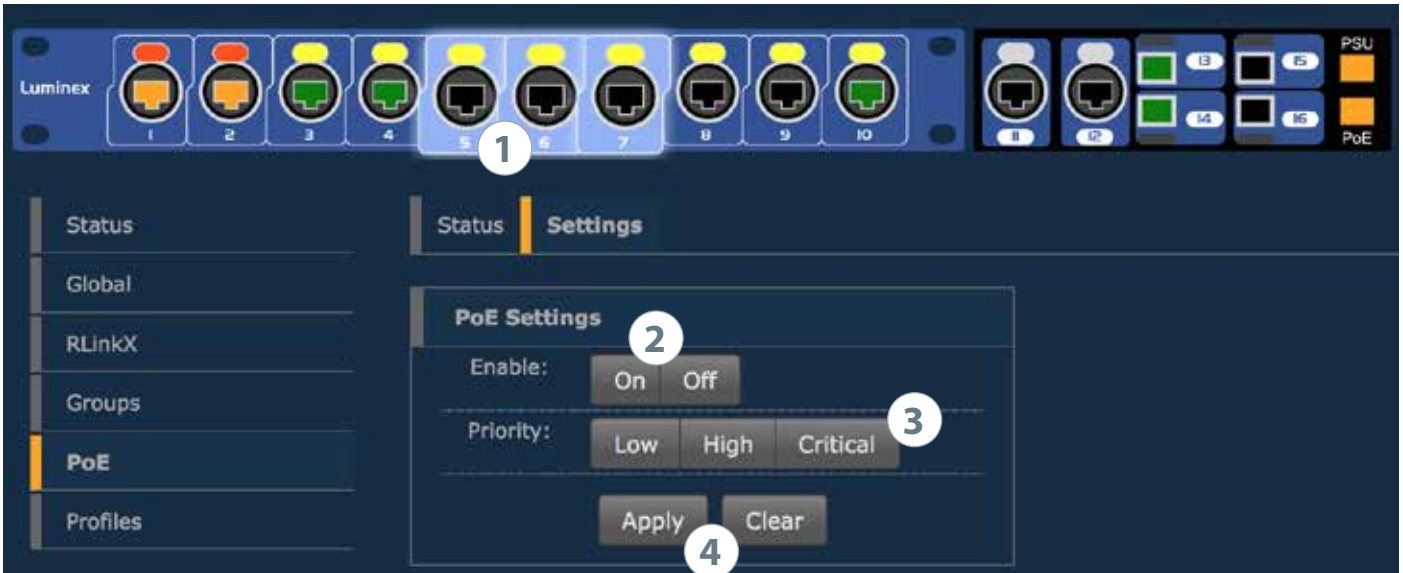 Luminex
1 2 3 4 5 6 7 8 9 10
11 12
13 15
14 16
PSU
PoE
1
Status
Global
RLinkX
Groups
PoE
Profiles
Status Settings
PoE Settings
2
Enable: On Off
3
Priority: Low High Critical
Apply Clear
4